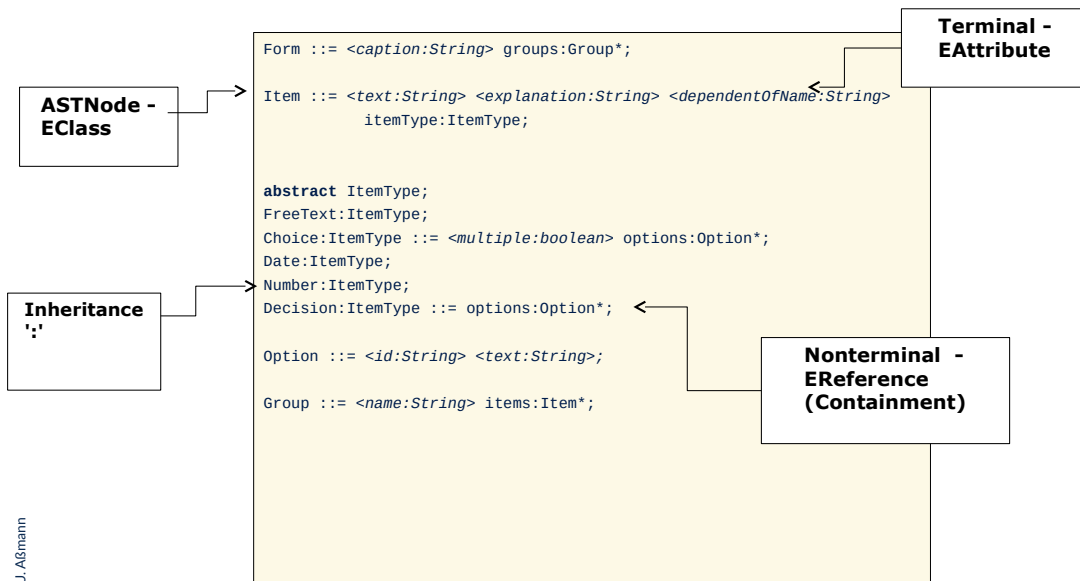 Terminal -
EAttribute
Form ::= <caption:String> groups:Group*;
ASTNode -
EClass
Item ::= <text:String> <explanation:String> <dependentOfName:String>
itemType:ItemType;
abstract ItemType;
FreeText:ItemType;
Choice:ItemType ::= <multiple:boolean> options:Option*;
Date:ItemType;
Number:ItemType;
Decision:ItemType ::= options:Option*;
Inheritance
':'
Option ::= <id:String> <text:String>;
Group ::= <name:String> items:Item*;
Nonterminal -
EReference
(Containment)
J. Aßmann